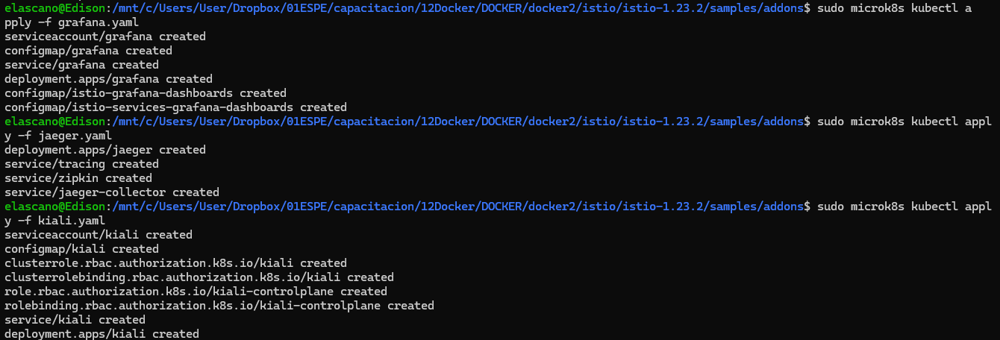 elascano@Edison:/mnt/c/Users/User/Dropbox/01ESPE/capacitacion/12Docker/DOCKER/docker2/istio/istio-1.23.2/samples/addons$ sudo microk8s kubectl a
pply -f grafana.yaml
serviceaccount/grafana created
configmap/grafana created
service/grafana created
deployment.apps/grafana created
configmap/istio-grafana-dashboards created
configmap/istio-services-grafana-dashboards created
elascano@Edison:/mnt/c/Users/User/Dropbox/01ESPE/capacitacion/12Docker/DOCKER/docker2/istio/istio-1.23.2/samples/addons$ sudo microk8s kubectl appl
y -f jaeger.yaml
deployment.apps/jaeger created
service/tracing created
service/zipkin created
service/jaeger-collector created
elascano@Edison:/mnt/c/Users/User/Dropbox/01ESPE/capacitacion/12Docker/DOCKER/docker2/istio/istio-1.23.2/samples/addons$ sudo microk8s kubectl appl
y -f kiali.yaml
serviceaccount/kiali created
configmap/kiali created
clusterrole.rbac.authorization.k8s.io/kiali created
clusterrolebinding.rbac.authorization.k8s.io/kiali created
role.rbac.authorization.k8s.io/kiali-controlplane created
rolebinding.rbac.authorization.k8s.io/kiali-controlplane created
service/kiali created
deployment.apps/kiali created